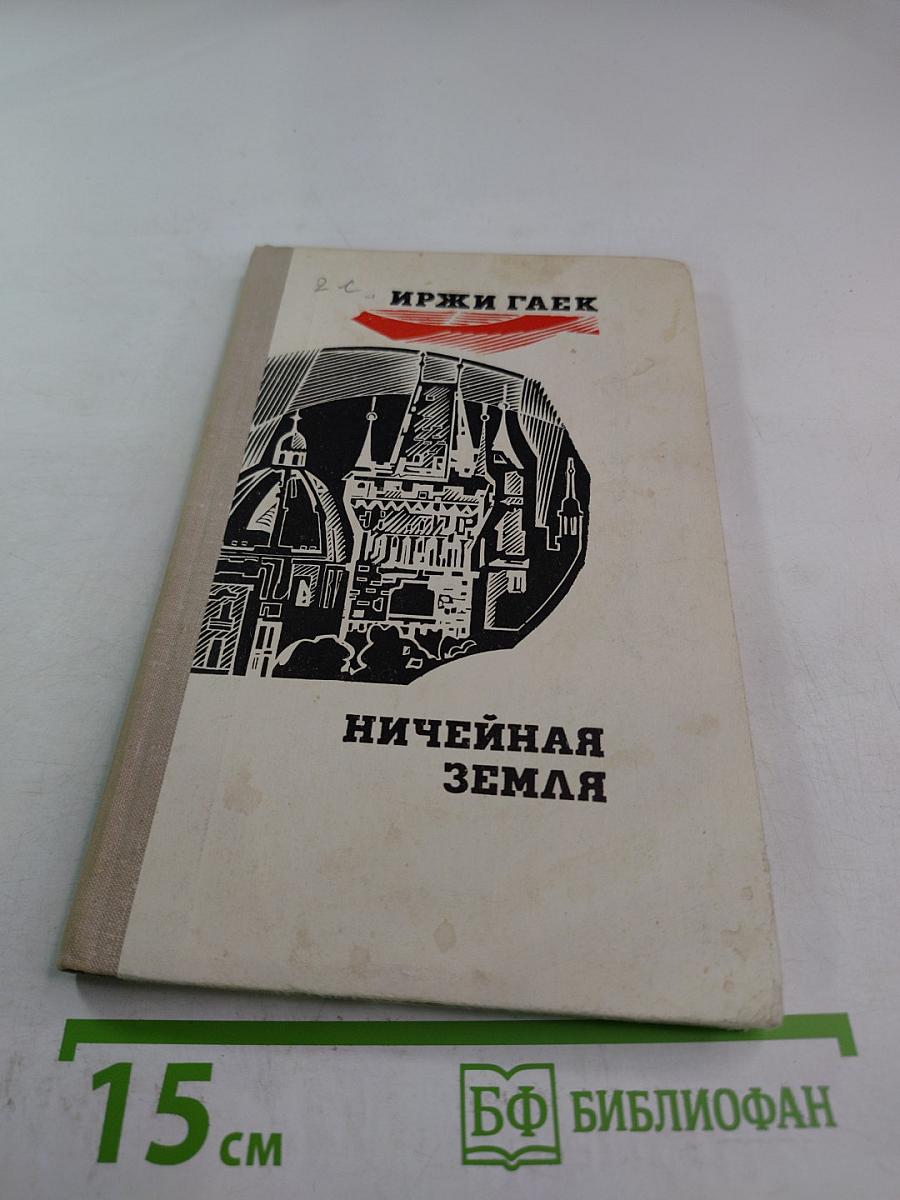 ИРЖИ ГАЕК
НИЧЕЙНАЯ
ЗЕМЛЯ
15 см
БФ БИБЛИОФАН